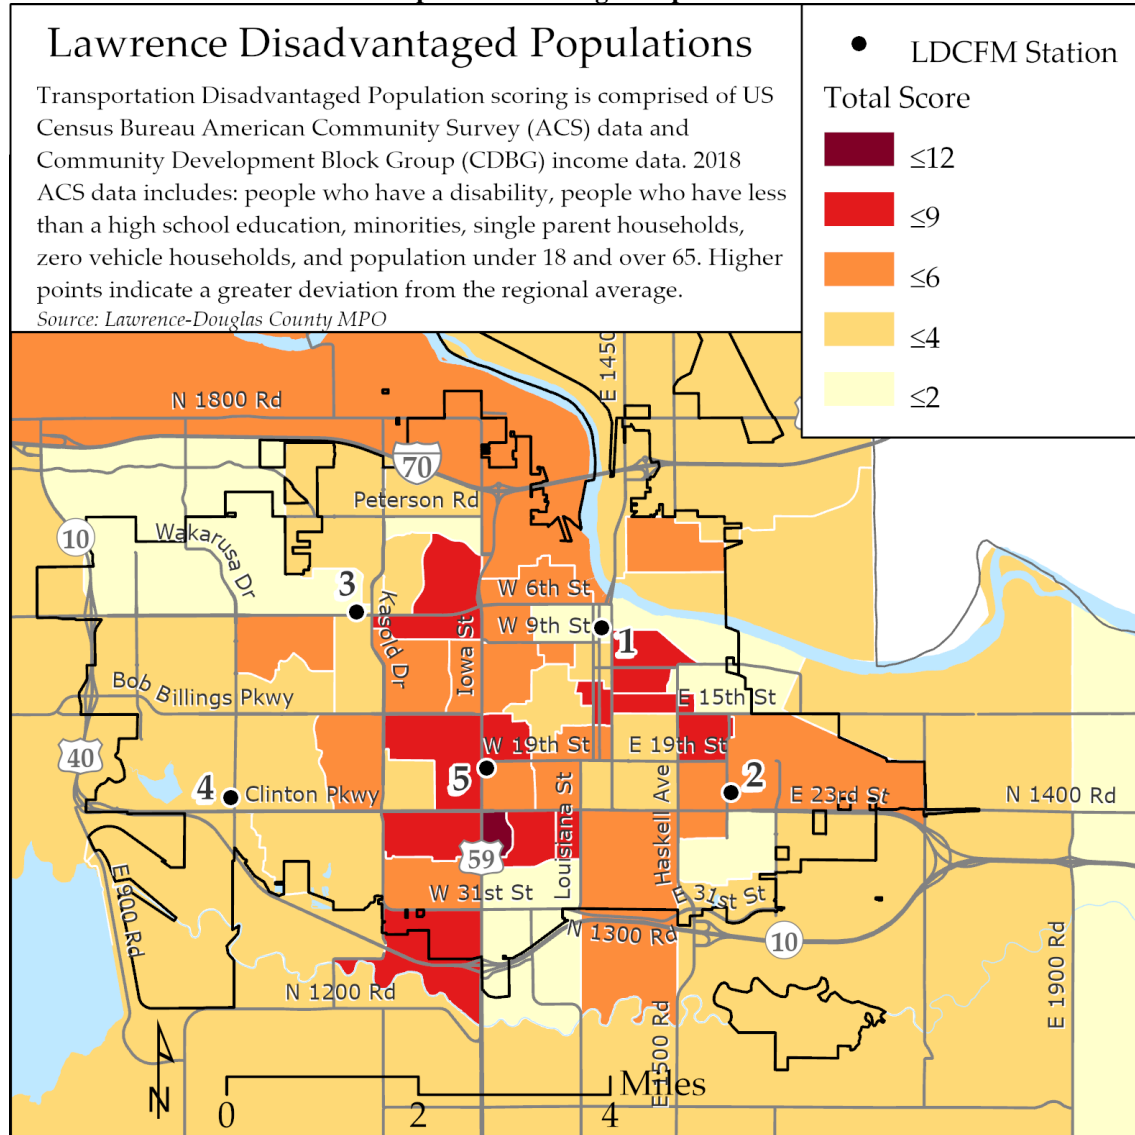 Lawrence Disadvantaged Populations
Transportation Disadvantaged Population scoring is comprised of US
Census Bureau American Community Survey (ACS) data and
Community Development Block Group (CDBG) income data. 2018
ACS data includes: people who have a disability, people who have less
than a high school education, minorities, single parent households,
zero vehicle households, and population under 18 and over 65. Higher
points indicate a greater deviation from the regional average.
Source: Lawrence-Douglas County MPO
LDCFM Station
Total Score
≤12
≤9
≤6
≤4
≤2
E 1450
N 1800 Rd
70
Peterson Rd
10
Wakarusa Dr
3
Kasold Dr
W 6th St
W 9th St
1
Iowa St
Bob Billings Pkwy
E 15th St
40
W 19th St
E 19th St
5
2
4
Clinton Pkwy
Louisiana St
Haskell Ave
E 23rd St
N 1400 Rd
59
E 900 Rd
W 31st St
E 31st St
N 1300 Rd
10
N 1200 Rd
E 1500 Rd
E 1900 Rd
N
Miles
0
2
4